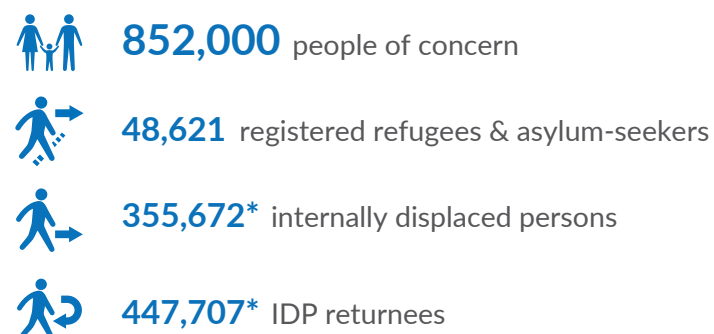 852,000 people of concern
48,621 registered refugees & asylum-seekers
355,672* internally displaced persons
447,707* IDP returnees